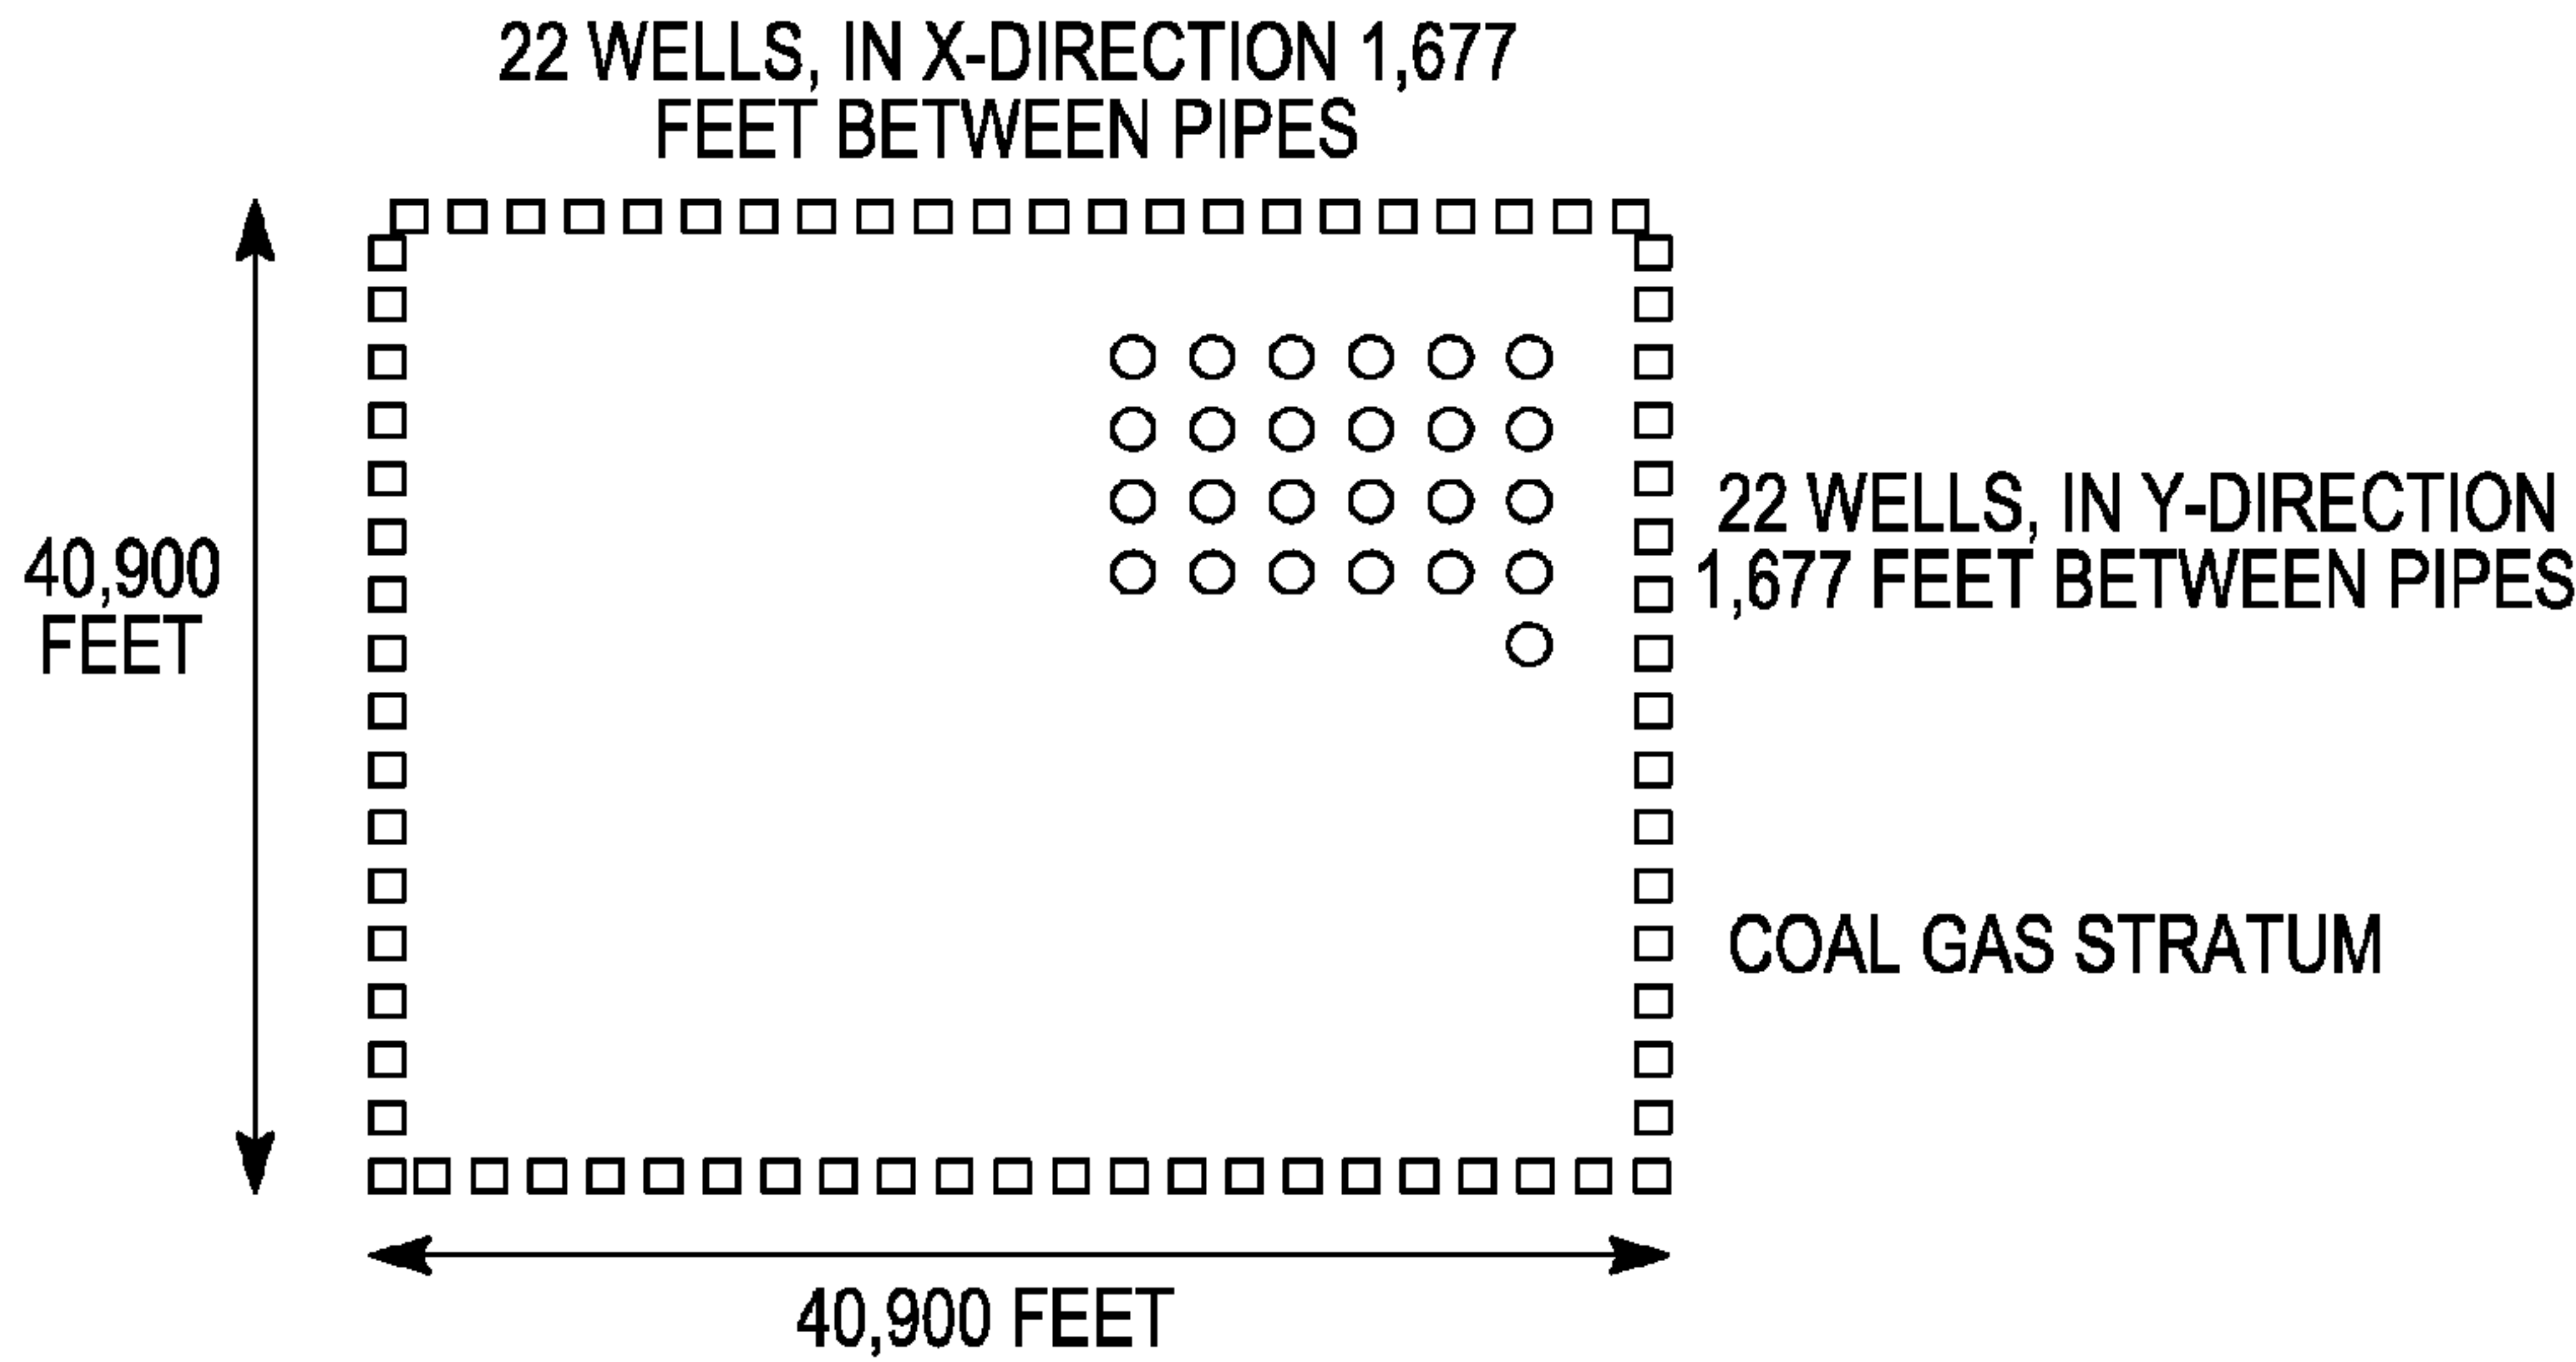 22 WELLS, IN X-DIRECTION 1,677
FEET BETWEEN PIPES
40,900
FEET
22 WELLS, IN Y-DIRECTION
1,677 FEET BETWEEN PIPES
COAL GAS STRATUM
40,900 FEET